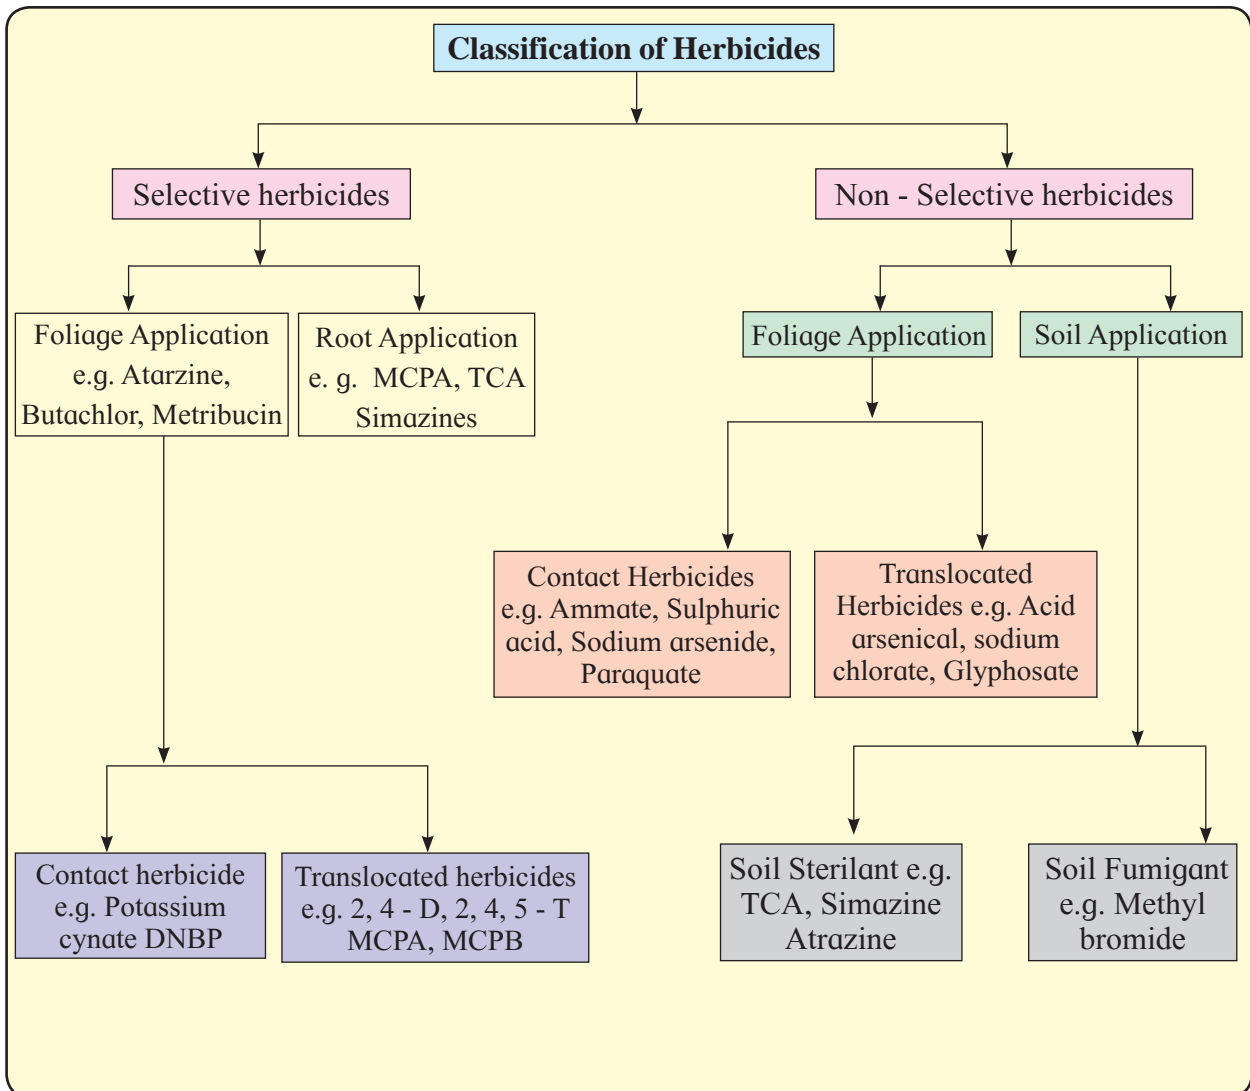 Classification of Herbicides
Selective herbicides
Non - Selective herbicides
Foliage Application
e.g. Atarzine,
Butachlor, Metribucin
Root Application
e. g. MCPA, TCA
Simazines
Foliage Application
Soil Application
Contact Herbicides
e.g. Ammate, Sulphuric
acid, Sodium arsenide,
Paraquate
Translocated
Herbicides e.g. Acid
arsenical, sodium
chlorate, Glyphosate
Contact herbicide
e.g. Potassium
cynate DNBP
Translocated herbicides
e.g. 2, 4 - D, 2, 4, 5 - T
MCPA, MCPB
Soil Sterilant e.g.
TCA, Simazine
Atrazine
Soil Fumigant
e.g. Methyl
bromide